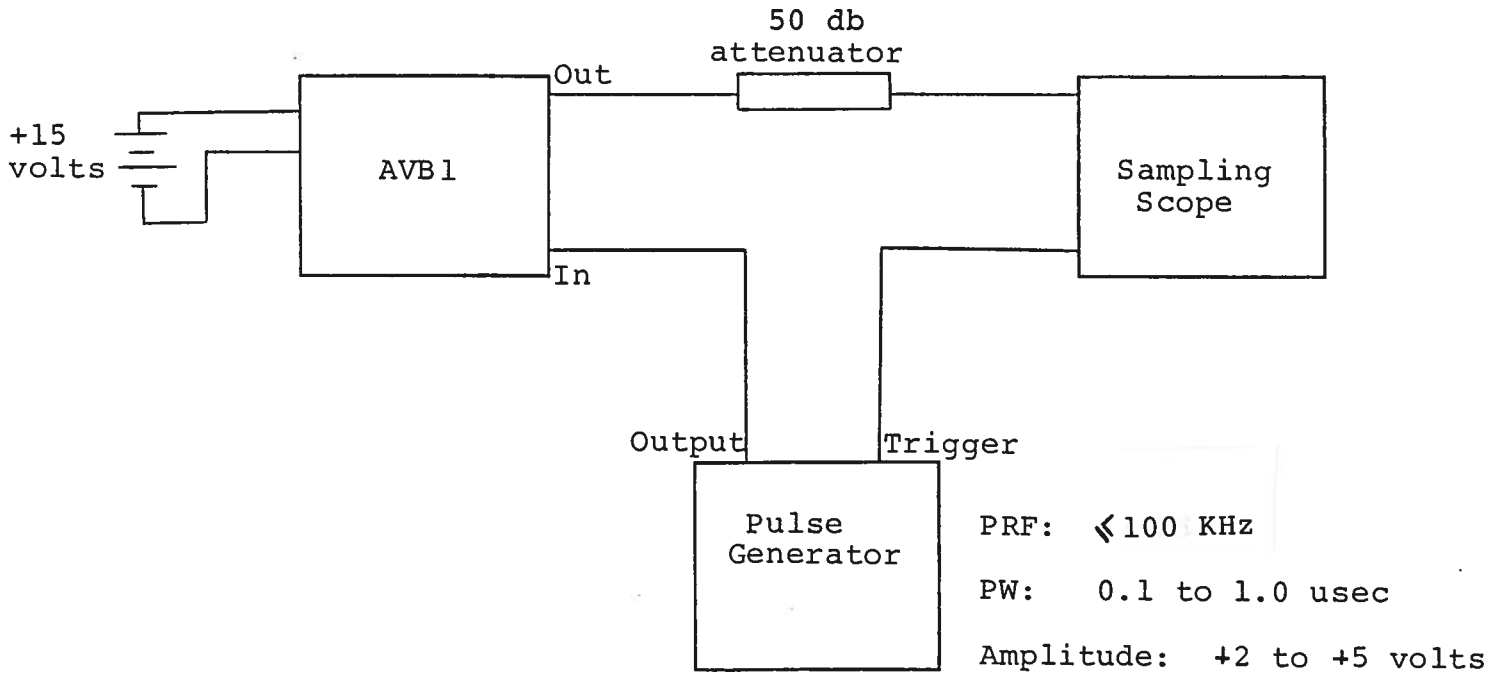 50 db
attenuator
Out
+15
volts
AVB1
Sampling
Scope
In
Output
Trigger
Pulse
Generator
PRF: ⩽100 KHz
PW: 0.1 to 1.0 usec
Amplitude: +2 to +5 volts